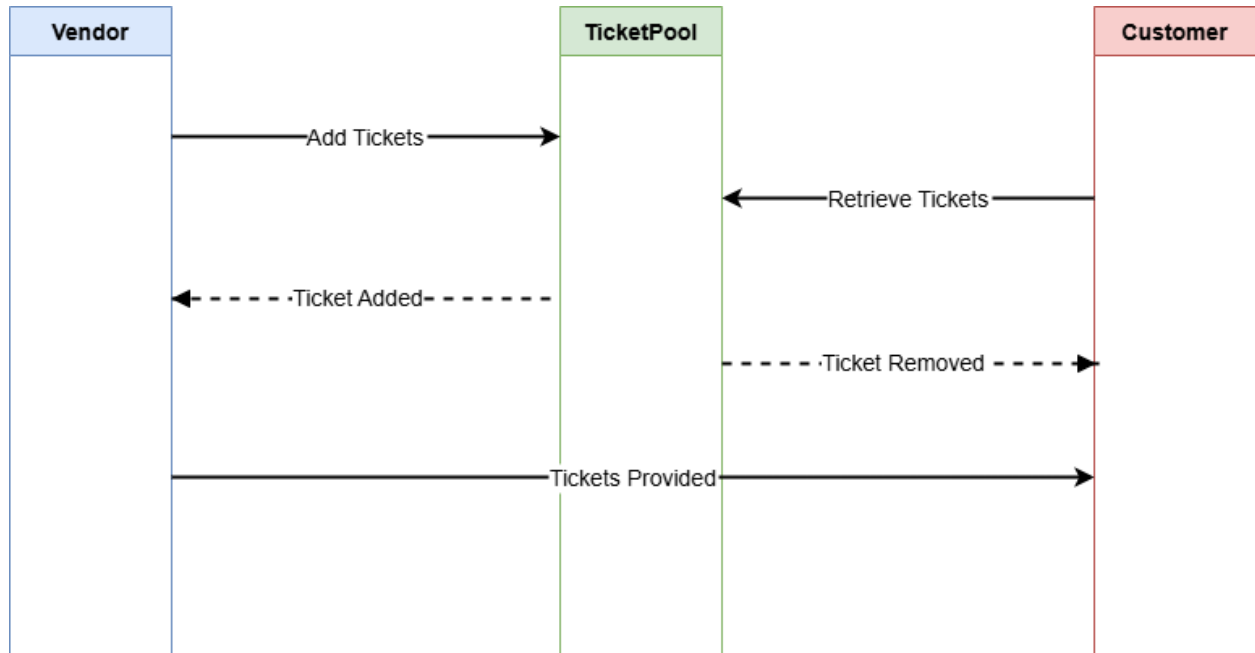 Vendor
TicketPool
Customer
Add Tickets
Retrieve Tickets
Ticket Added
Ticket Removed
Tickets Provided